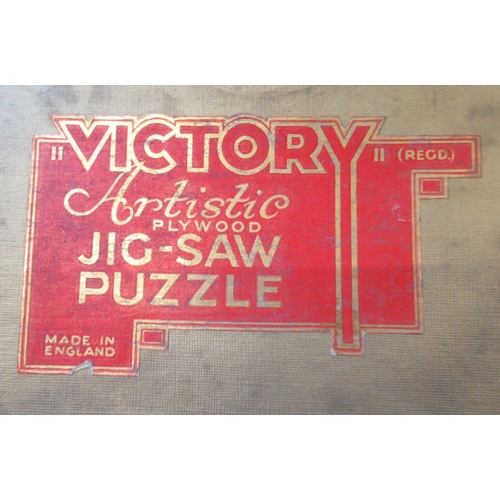 "VICTORY" (REGD.)
Artistic
PLYWOOD
JIG-SAW
PUZZLE
MADE IN
ENGLAND